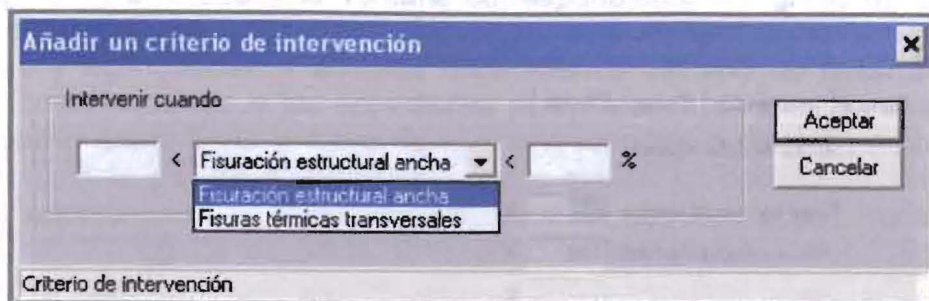 Añadir un criterio de intervención
Intervenir cuando
Aceptar
< Fisuración estructural ancha < %
Cancelar
Fisuración estructural ancha
Fisuras térmicas transversales
Criterio de intervención